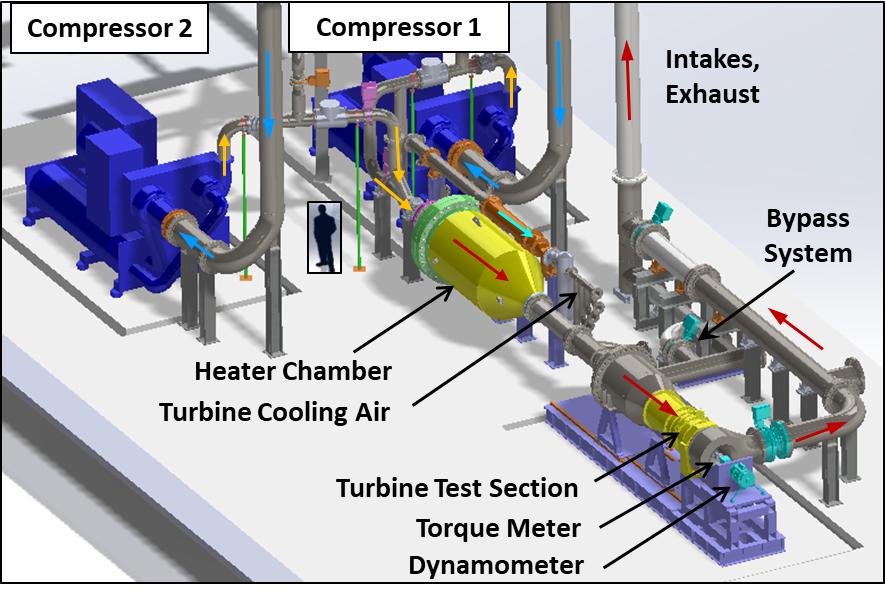 Compressor 2
Compressor 1
Intakes,
Exhaust
Bypass
System
Heater Chamber
Turbine Cooling Air
Turbine Test Section
Torque Meter
Dynamometer